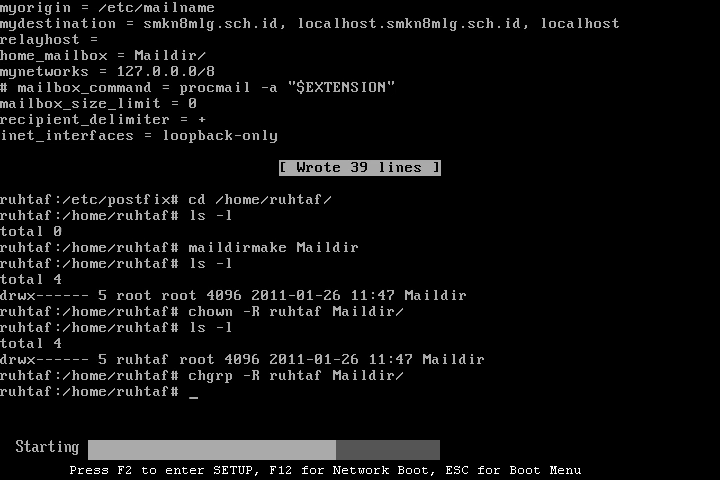 myorigin = /etc/mailname
mydestination = smkn8mlg.sch.id, localhost.smkn8mlg.sch.id, localhost
relayhost =
home_mailbox = Maildir/
mynetworks = 127.0.0.0/8
# mailbox_command = procmail -a "$EXTENSION"
mailbox_size_limit = 0
recipient_delimiter = +
inet_interfaces = loopback-only
[ Wrote 39 lines ]
ruhtaf:/etc/postfix# cd /home/ruhtaf/
ruhtaf:/home/ruhtaf# ls -l
total 0
ruhtaf:/home/ruhtaf# maildirmake Maildir
ruhtaf:/home/ruhtaf# ls -l
total 4
drwx------ 5 root root 4096 2011-01-26 11:47 Maildir
ruhtaf:/home/ruhtaf# chown -R ruhtaf Maildir/
ruhtaf:/home/ruhtaf# ls -l
total 4
drwx------ 5 ruhtaf root 4096 2011-01-26 11:47 Maildir
ruhtaf:/home/ruhtaf# chgrp -R ruhtaf Maildir/
ruhtaf:/home/ruhtaf# _
Starting
Press F2 to enter SETUP, F12 for Network Boot, ESC for Boot Menu